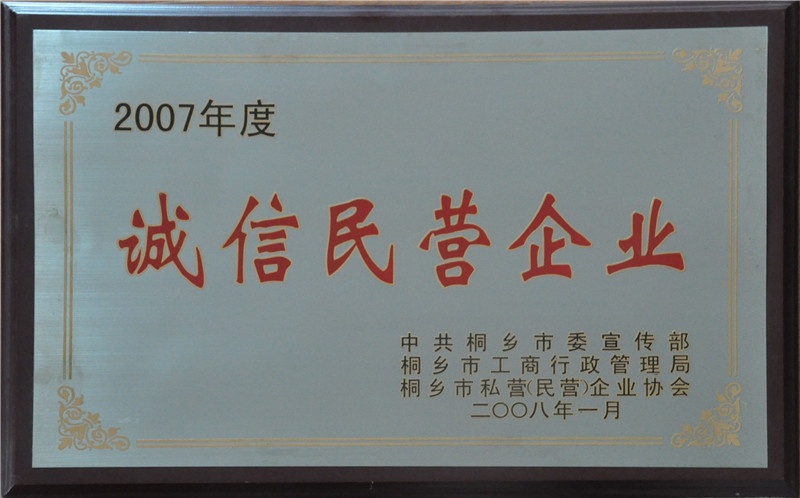 2007年度
诚信民营企业
中共桐乡市委宣传部
桐乡市工商行政管理局
桐乡市私营(民营)企业协会
二〇〇八年一月